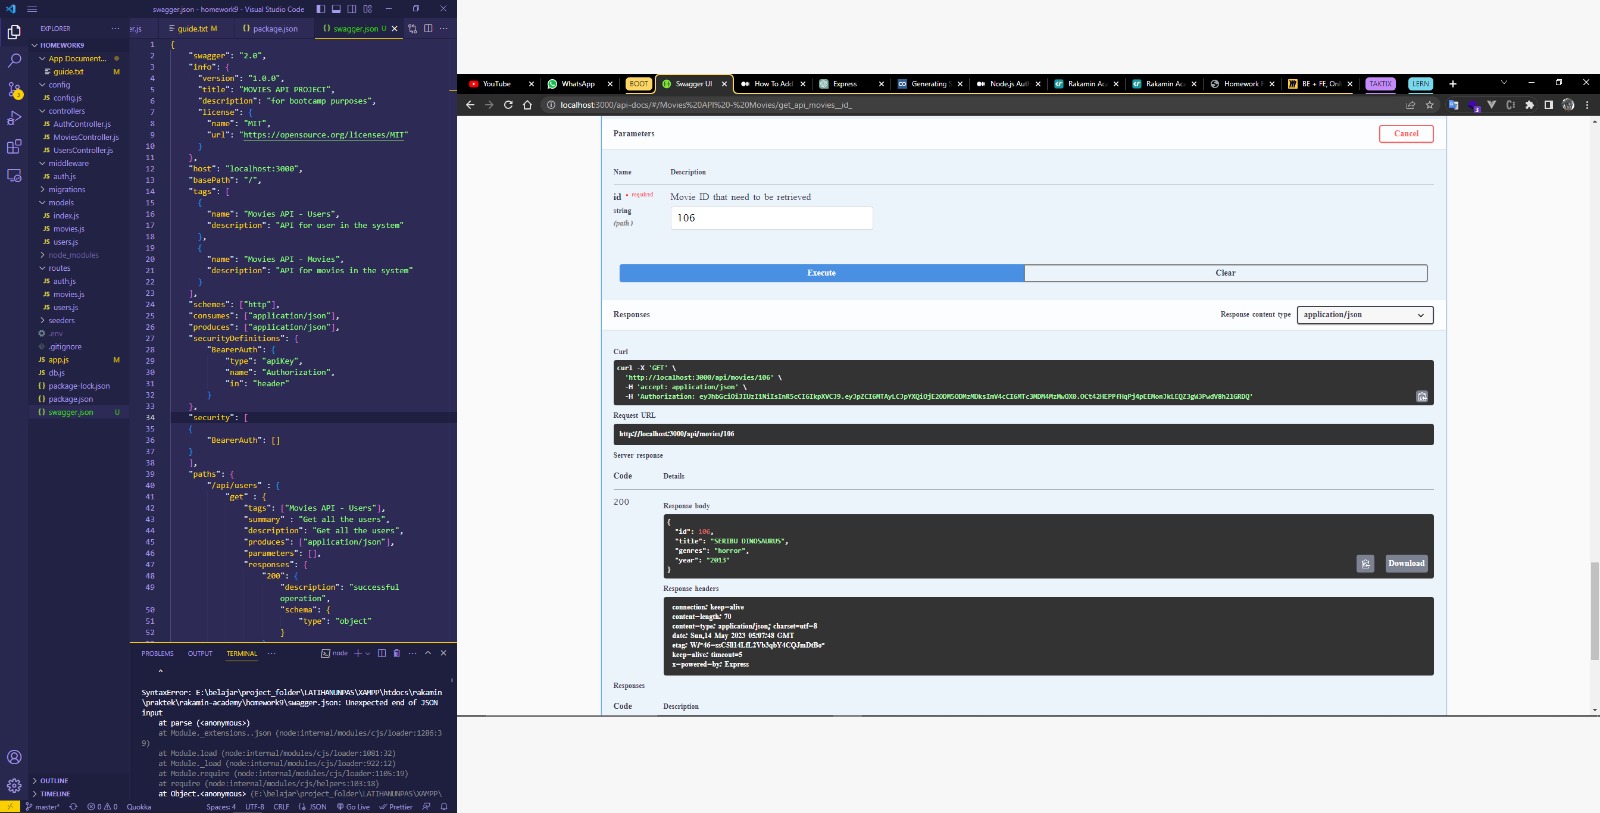 swagger.json - homework9 - Visual Studio Code
EXPLORER
HOMEWORK9
App Document...
guide.txt M
config
JS config.js
controllers
JS AuthController.js
JS MoviesController.js
JS UsersController.js
middleware
JS auth.js
migrations
models
JS index.js
JS movies.js
JS users.js
node_modules
routes
JS auth.js
JS movies.js
JS users.js
seeders
.env
.gitignore
JS app.js M
JS db.js
{} package-lock.json
{} package.json
{} swagger.json U
OUTLINE
TIMELINE
er.js guide.txt M {} package.json {} swagger.json U
1 {
2 "swagger": "2.0",
3 "info": {
4 "version": "1.0.0",
5 "title": "MOVIES API PROJECT",
6 "description": "for bootcamp purposes",
7 "license": {
8 "name": "MIT",
9 "url": "https://opensource.org/licenses/MIT"
10 }
11 },
12 "host": "localhost:3000",
13 "basePath": "/",
14 "tags": [
15 {
16 "name": "Movies API - Users",
17 "description": "API for user in the system"
18 },
19 {
20 "name": "Movies API - Movies",
21 "description": "API for movies in the system"
22 }
23 ],
24 "schemes": ["http"],
25 "consumes": ["application/json"],
26 "produces": ["application/json"],
27 "securityDefinitions": {
28 "BearerAuth": {
29 "type": "apiKey",
30 "name": "Authorization",
31 "in": "header"
32 }
33 },
34 "security": [
35 {
36 "BearerAuth": []
37 }
38 ],
39 "paths": {
40 "/api/users" : {
41 "get" : {
42 "tags": ["Movies API - Users"],
43 "summary" : "Get all the users",
44 "description": "Get all the users",
45 "produces": ["application/json"],
46 "parameters": [],
47 "responses": {
48 "200": {
49 "description": "successful
operation",
50 "schema": {
51 "type": "object"
52 }
PROBLEMS OUTPUT TERMINAL ... node
^
SyntaxError: E:\belajar\project_folder\LATIHANUNPAS\XAMPP\htdocs\rakamin
\praktek\rakamin-academy\homework9\swagger.json: Unexpected end of JSON
input
at parse (<anonymous>)
at Module._extensions..json (node:internal/modules/cjs/loader:1286:3
9)
at Module.load (node:internal/modules/cjs/loader:1081:32)
at Module._load (node:internal/modules/cjs/loader:922:12)
at Module.require (node:internal/modules/cjs/loader:1105:19)
at require (node:internal/modules/cjs/helpers:103:18)
at Object.<anonymous> (E:\belajar\project_folder\LATIHANUNPAS\XAMPP\
master* 0 0 Quokka Spaces: 4 UTF-8 CRLF JSON Go Live Prettier
YouTube WhatsApp BOOT Swagger UI How To Add Express Generating S Node.js Auth Rakamin Ac Rakamin Ac Homework BE + FE, Onli TAKTIX LERN
localhost:3000/api-docs/#/Movies%20API%20-%20Movies/get_api_movies__id_
Parameters Cancel
Name Description
id * required Movie ID that need to be retrieved
string
(path) 106
Execute Clear
Responses Response content type application/json
Curl
curl -X 'GET' \
'http://localhost:3000/api/movies/106' \
-H 'accept: application/json' \
Request URL
http://localhost:3000/api/movies/106
Server response
Code Details
200 Response body
{
"id": 106,
"title": "SERIBU DINOSAURUS",
"genres": "horror",
"year": "2013"
}
Download
Response headers
connection: keep-alive
content-length: 70
content-type: application/json; charset=utf-8
date: Sun,14 May 2023 05:07:48 GMT
keep-alive: timeout=5
x-powered-by: Express
Responses
Code Description